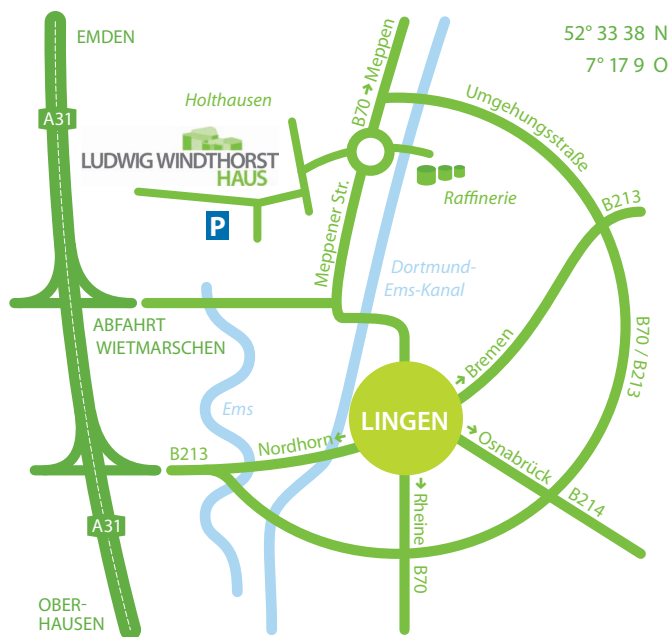 EMDEN
52° 33 38 N
7° 17 9 O
B70 → Meppen
Umgehungsstraße
Holthausen
A31
LUDWIG WINDTHORST
HAUS
Raffinerie
B213
P
Meppener Str.
Dortmund-
Ems-Kanal
ABFAHRT
WIETMARSCHEN
→ Bremen
B70 / B213
Ems
LINGEN
B213
Nordhorn ←
→ Osnabrück
B214
→ Rheine
B70
A31
OBER-
HAUSEN